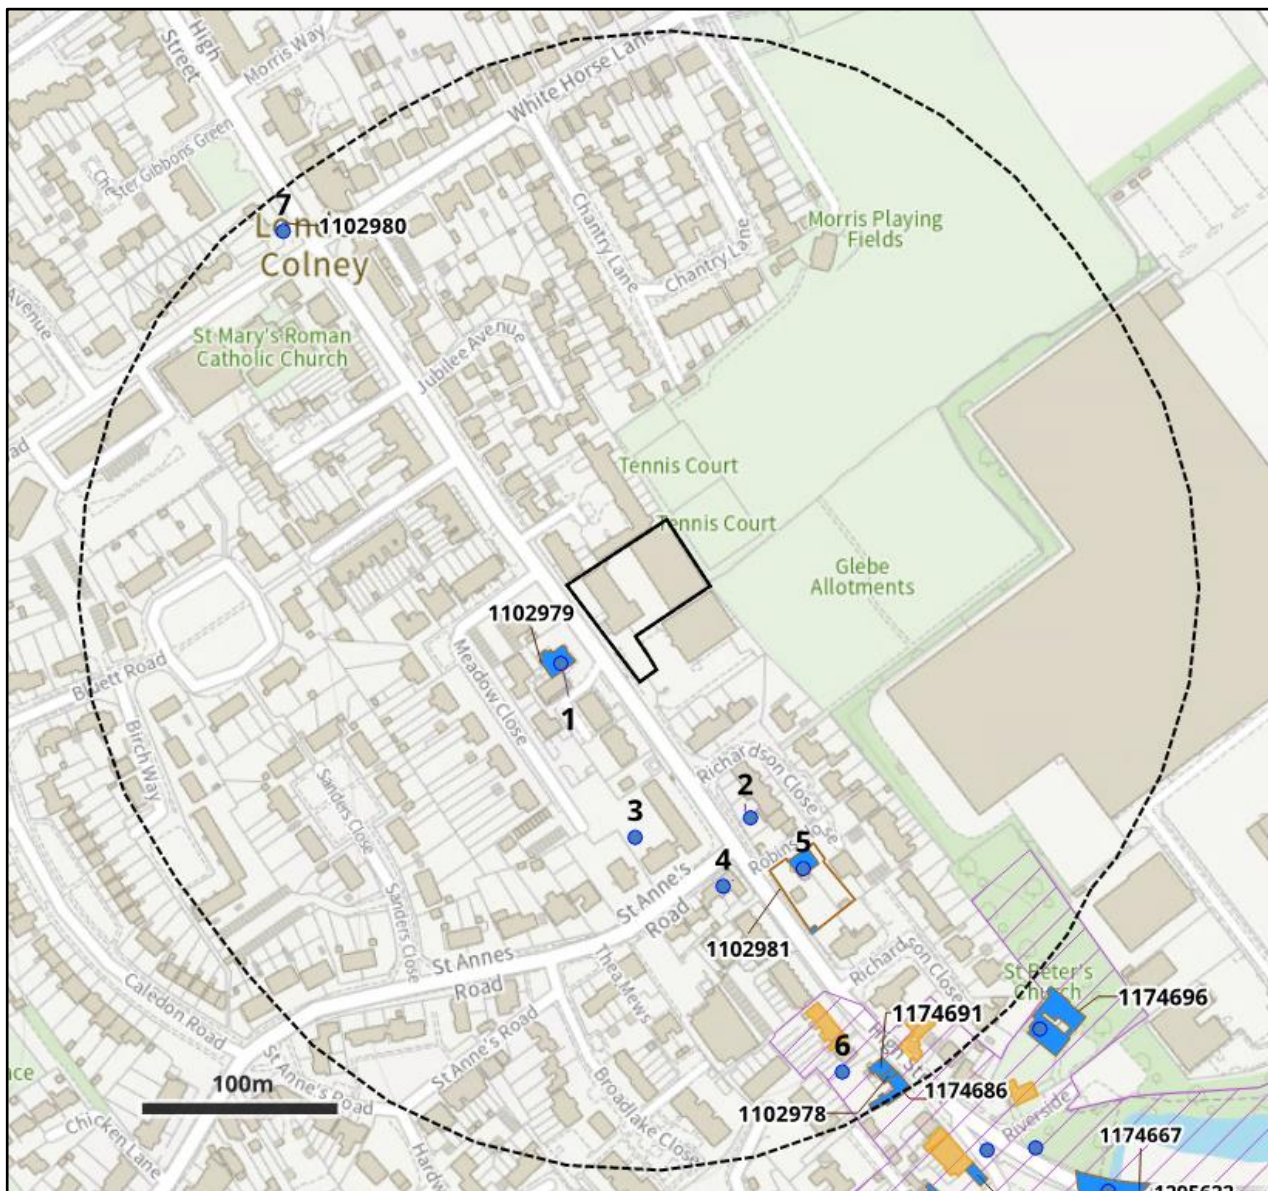 High
Street
Morris Way
White Horse Lane
Chester Gibbons Green
7
1102980
London
Colney
Chantry Lane
Chantry Lane
Morris Playing
Fields
Avenue
St Mary's Roman
Catholic Church
Jubilee Avenue
Tennis Court
Tennis Court
Glebe
Allotments
1102979
1
Meadow Close
Bluett Road
Birch Way
Sanders Close
Sanders Close
Richardson Close
2
3
4
5
Robins
Close
St Anne's
Road
1102981
St Annes
Road
Thea Mews
Richardson Close
St Peter's
Church
1174696
1174691
High Street
6
1174686
1102978
Caledon Road
St Anne's Road
St Anne's Road
Broadlake Close
Riverside
1174667
100m
Chicken Lane